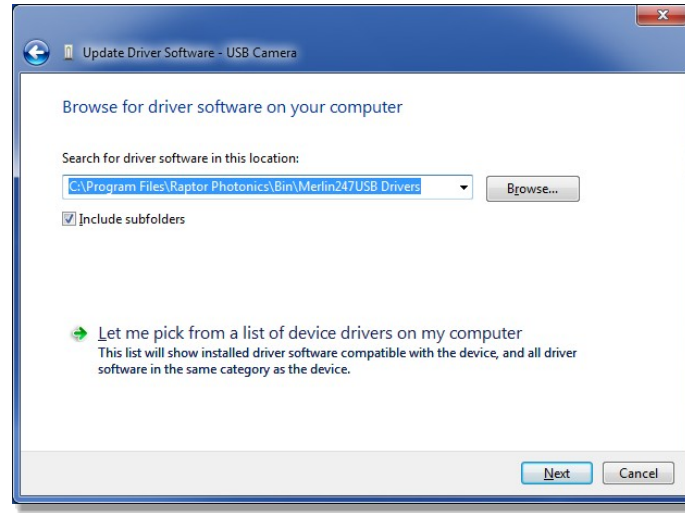 Update Driver Software - USB Camera
Browse for driver software on your computer
Search for driver software in this location:
C:\Program Files\Raptor Photonics\Bin\Merlin247USB Drivers
Browse...
Include subfolders
Let me pick from a list of device drivers on my computer
This list will show installed driver software compatible with the device, and all driver
software in the same category as the device.
Next
Cancel